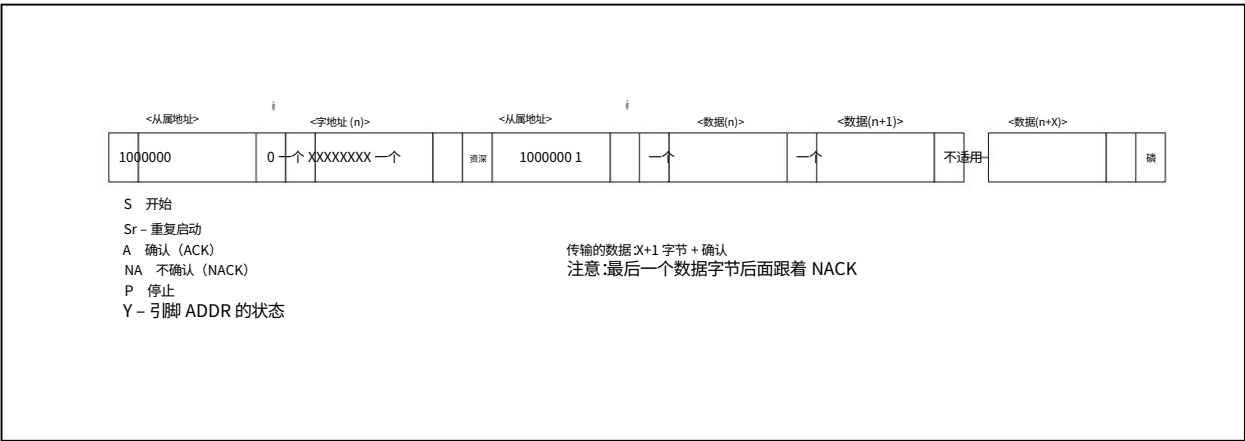 <从属地址> <字地址 (n)> <从属地址> <数据(n)> <数据(n+1)> <数据(n+X)>
1000000 0 一个 XXXXXXXX 一个 资深 1000000 1 一个 一个 不适用 磷
S 开始
Sr – 重复启动
A 确认（ACK）
NA 不确认（NACK）
P 停止
Y – 引脚 ADDR 的状态
传输的数据:X+1 字节 + 确认
注意:最后一个数据字节后面跟着 NACK